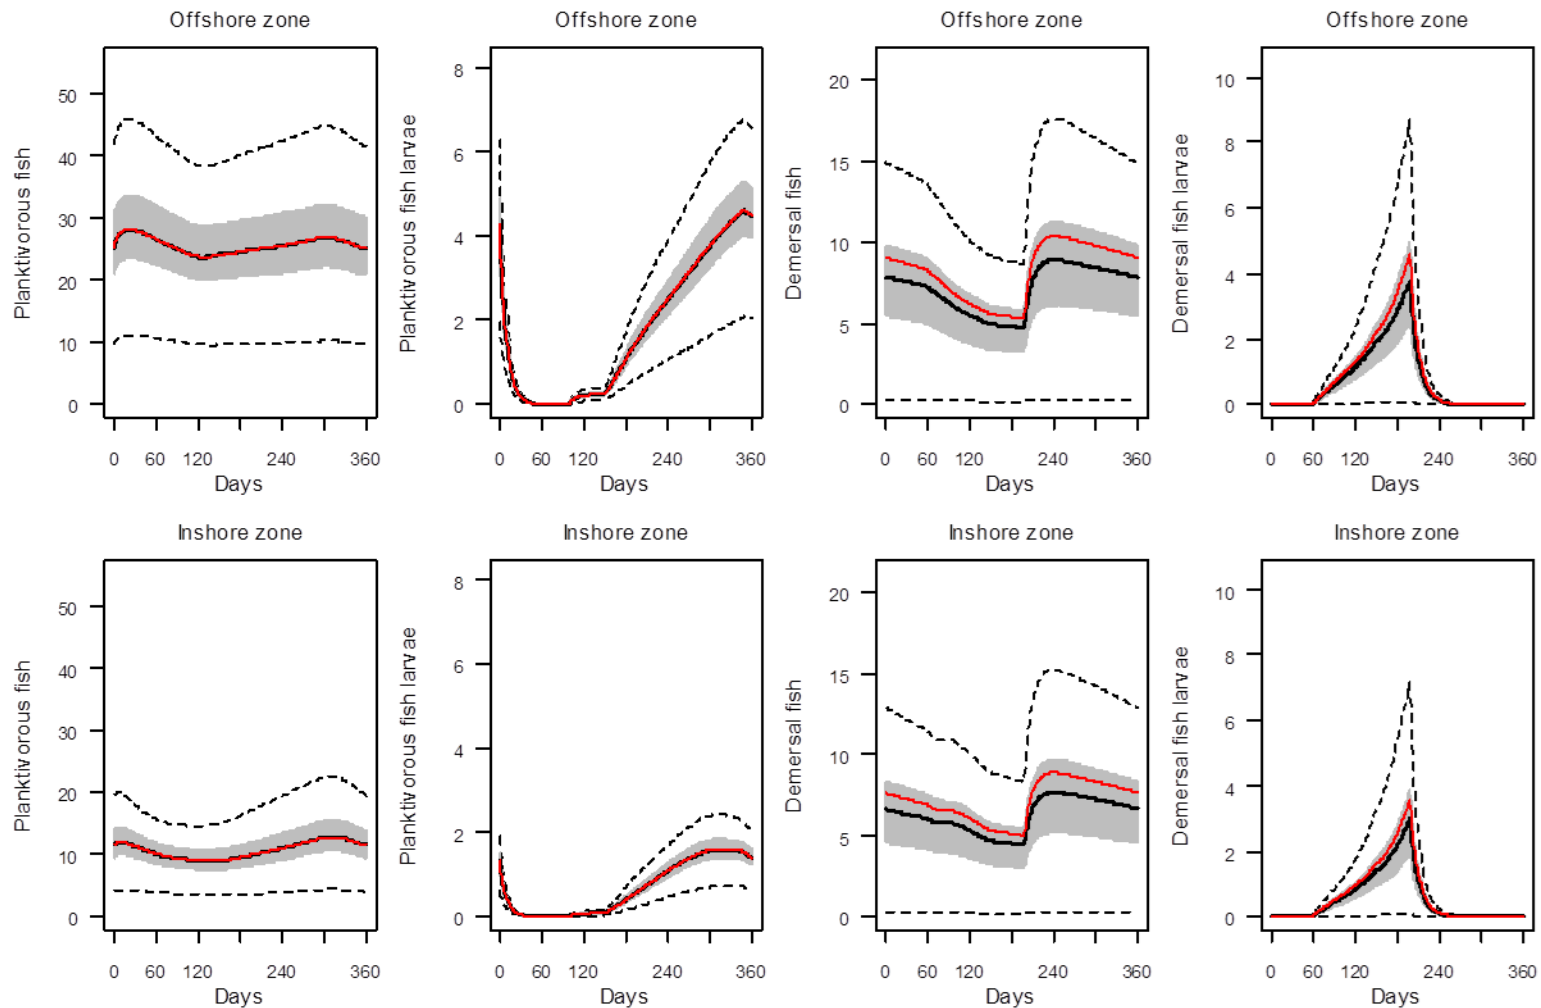 Offshore zone
Planktivorous fish
50
40
30
20
10
0
0 60 120 240 360
Days
Offshore zone
Planktivorous fish larvae
8
6
4
2
0
0 60 120 240 360
Days
Offshore zone
Demersal fish
20
15
10
5
0
0 60 120 240 360
Days
Offshore zone
Demersal fish larvae
10
8
6
4
2
0
0 60 120 240 360
Days
Inshore zone
Planktivorous fish
50
40
30
20
10
0
0 60 120 240 360
Days
Inshore zone
Planktivorous fish larvae
8
6
4
2
0
0 60 120 240 360
Days
Inshore zone
Demersal fish
20
15
10
5
0
0 60 120 240 360
Days
Inshore zone
Demersal fish larvae
10
8
6
4
2
0
0 60 120 240 360
Days